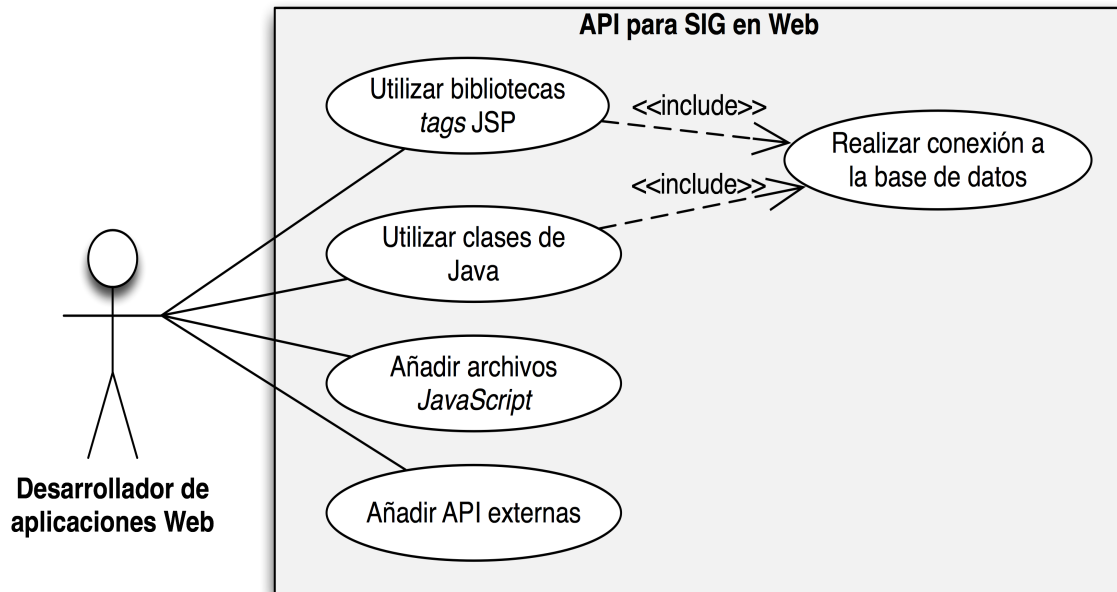 API para SIG en Web
Utilizar bibliotecas
tags JSP
<<include>>
Realizar conexión a
la base de datos
<<include>>
Utilizar clases de
Java
Añadir archivos
JavaScript
Añadir API externas
Desarrollador de
aplicaciones Web